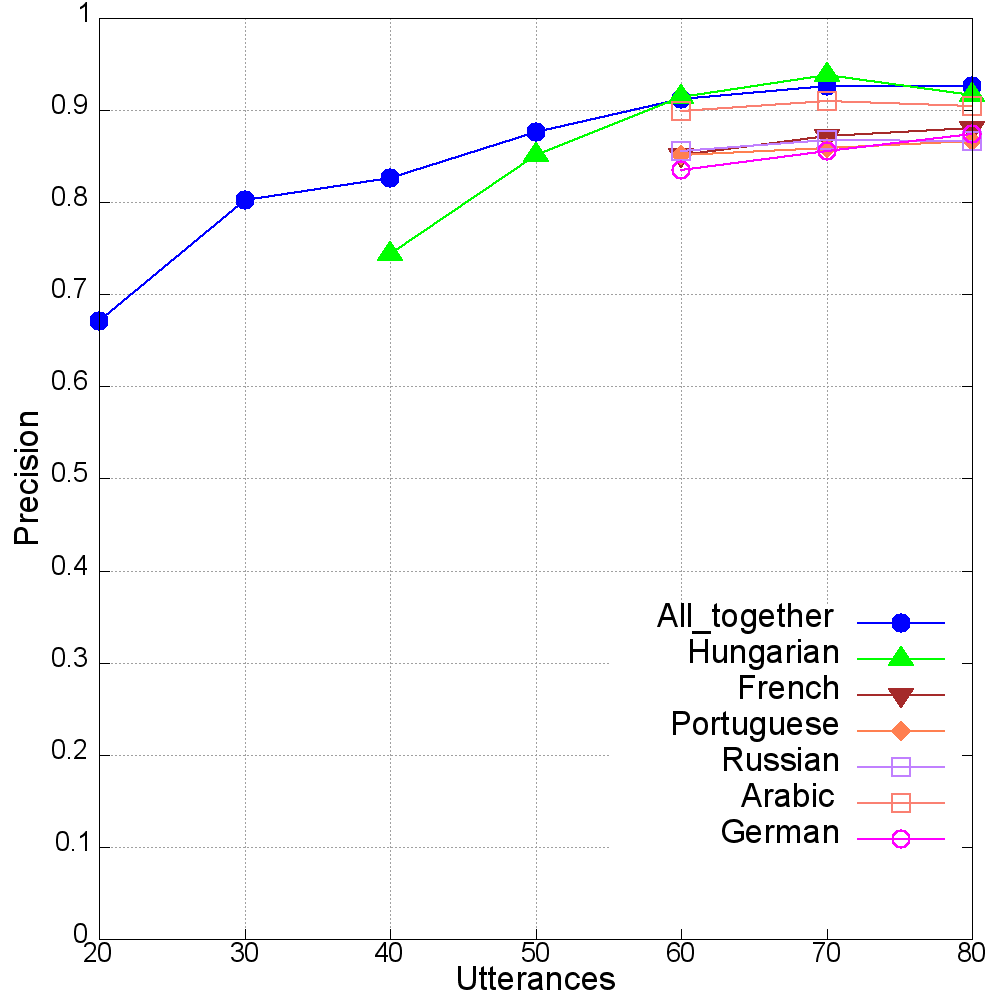 1
0.9
0.8
0.7
0.6
0.5
0.4
0.3
0.2
0.1
0
Precision
20 30 40 50 60 70 80
Utterances
All_together
Hungarian
French
Portuguese
Russian
Arabic
German